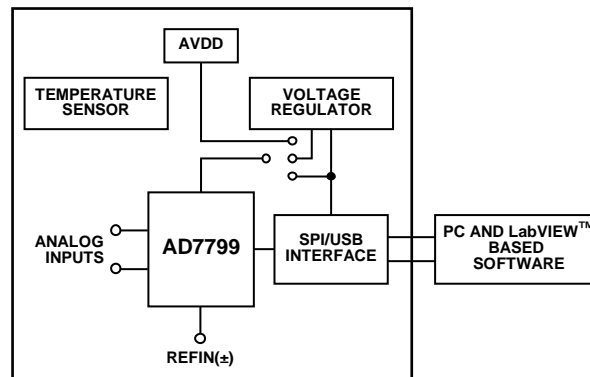 AVDD
TEMPERATURE
SENSOR
VOLTAGE
REGULATOR
ANALOG
INPUTS
AD7799
SPI/USB
INTERFACE
PC AND LabVIEW™
BASED
SOFTWARE
REFIN(±)